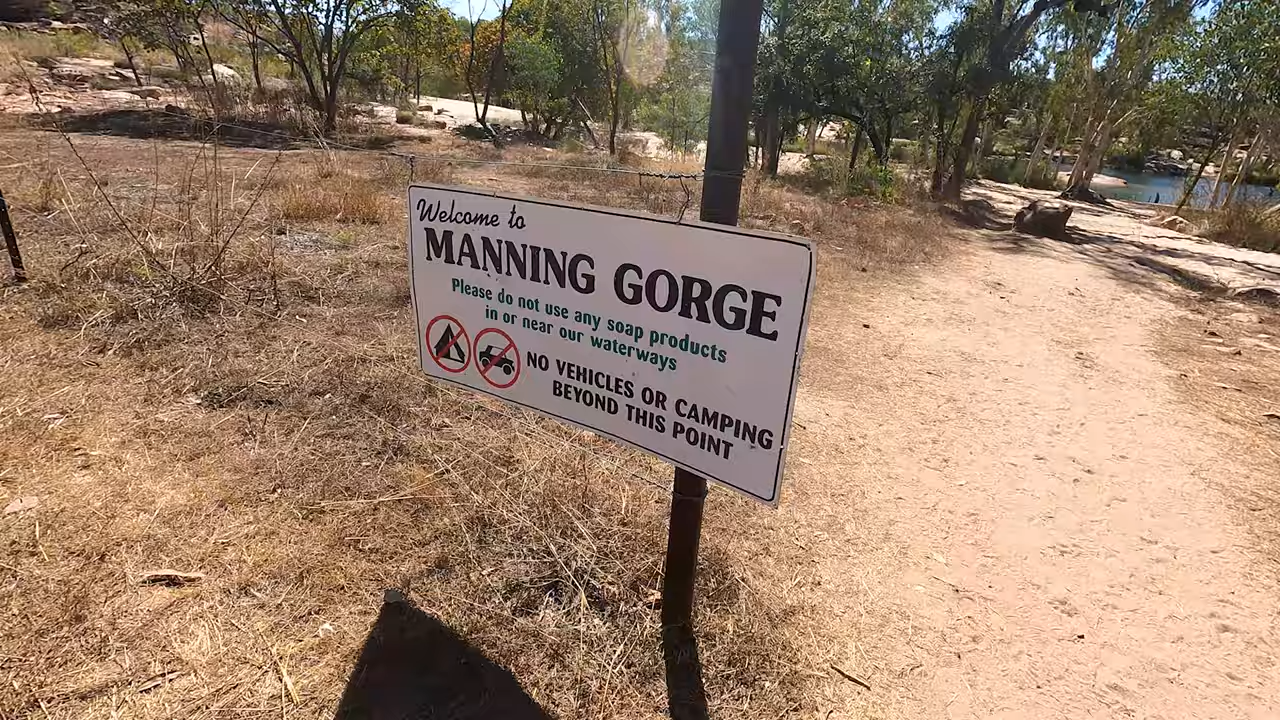 Welcome to
MANNING GORGE
Please do not use any soap products
in or near our waterways
NO VEHICLES OR CAMPING
BEYOND THIS POINT